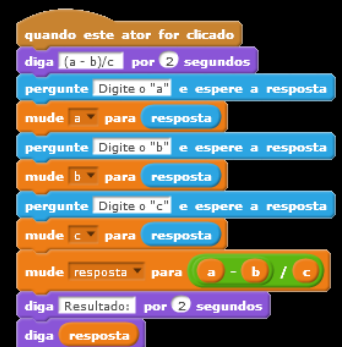 quando este ator for clicado
diga (a - b)/c por 2 segundos
pergunte Digite o "a" e espere a resposta
mude a para resposta
pergunte Digite o "b" e espere a resposta
mude b para resposta
pergunte Digite o "c" e espere a resposta
mude c para resposta
mude resposta para a - b / c
diga Resultado: por 2 segundos
diga resposta